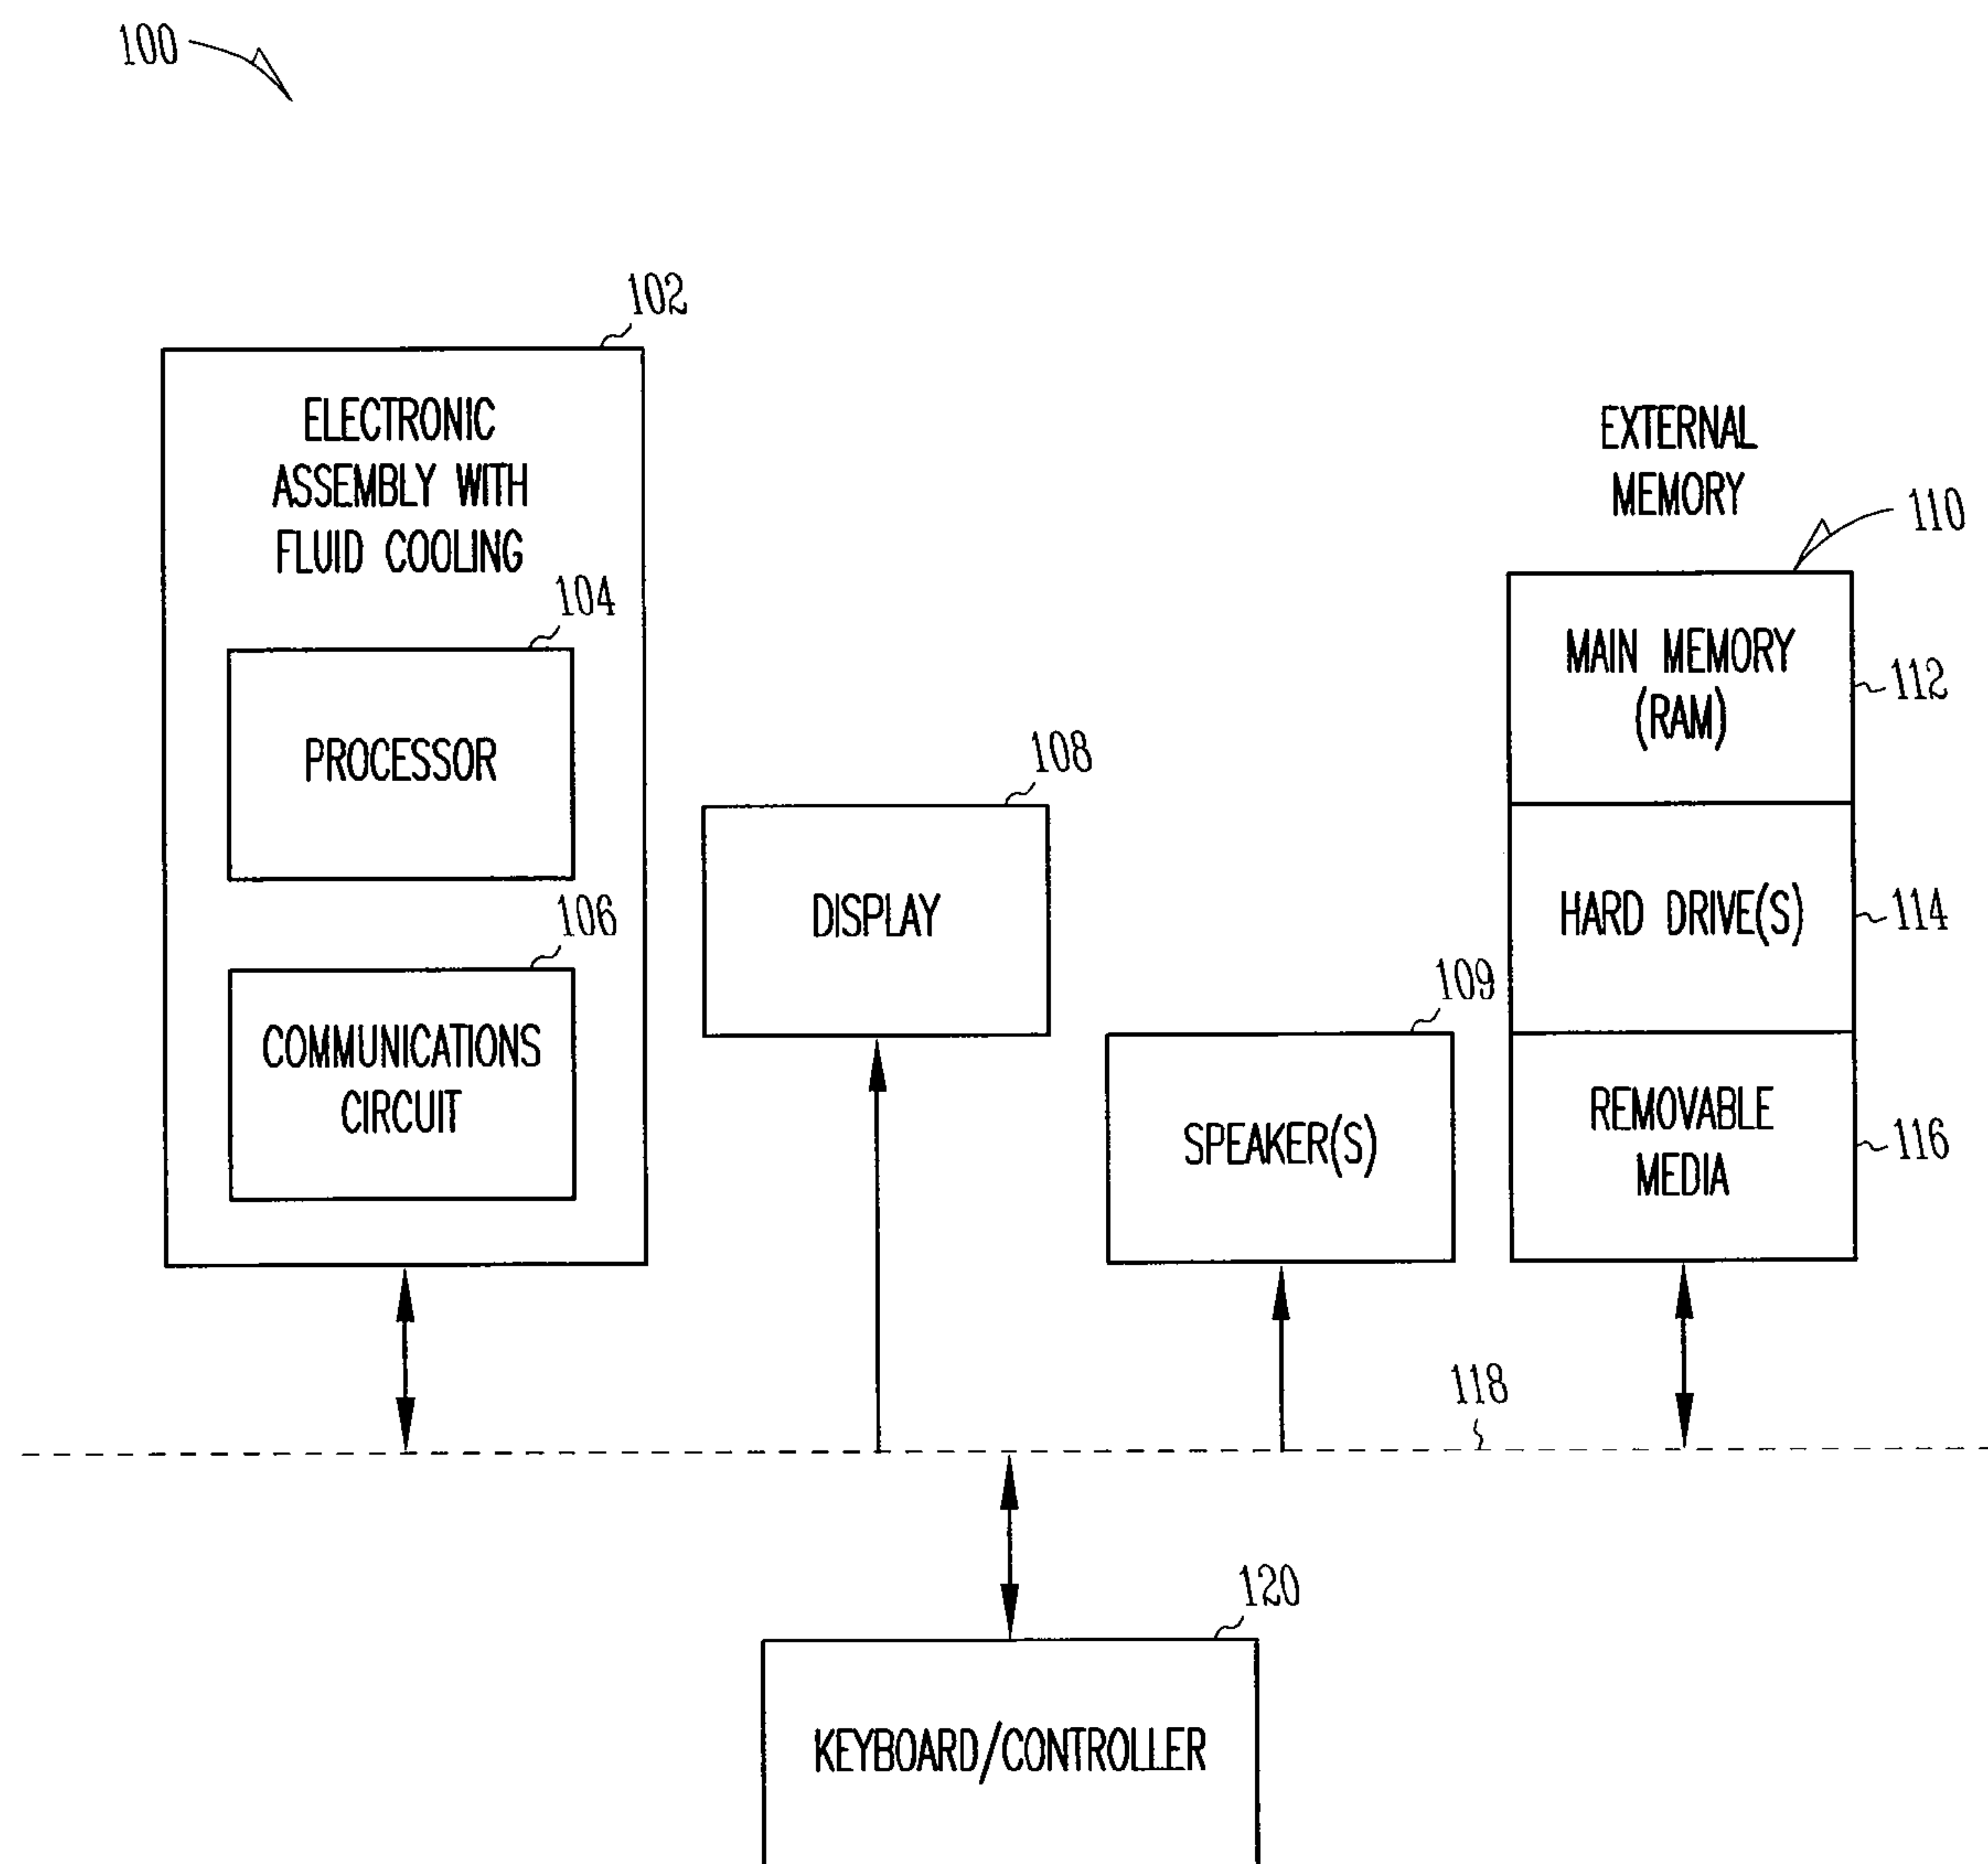 100
102
ELECTRONIC
ASSEMBLY WITH
FLUID COOLING
104
PROCESSOR
106
COMMUNICATIONS
CIRCUIT
108
DISPLAY
109
SPEAKER(S)
EXTERNAL
MEMORY
110
MAIN MEMORY
(RAM)
112
HARD DRIVE(S)
114
REMOVABLE
MEDIA
116
118
120
KEYBOARD/CONTROLLER